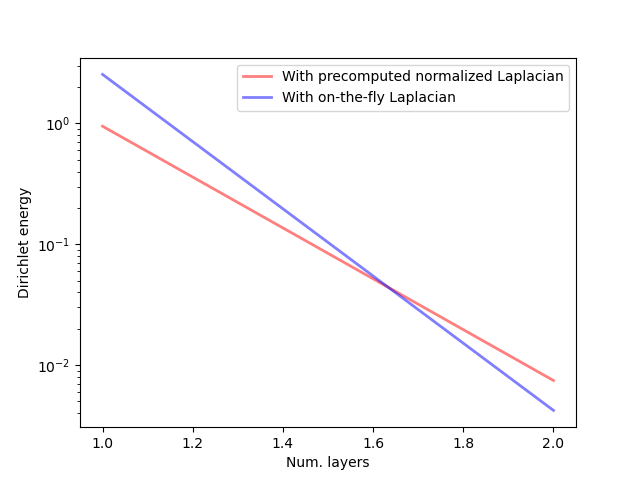 With precomputed normalized Laplacian
With on-the-fly Laplacian
10⁰
10⁻¹
10⁻²
Dirichlet energy
1.0 1.2 1.4 1.6 1.8 2.0
Num. layers